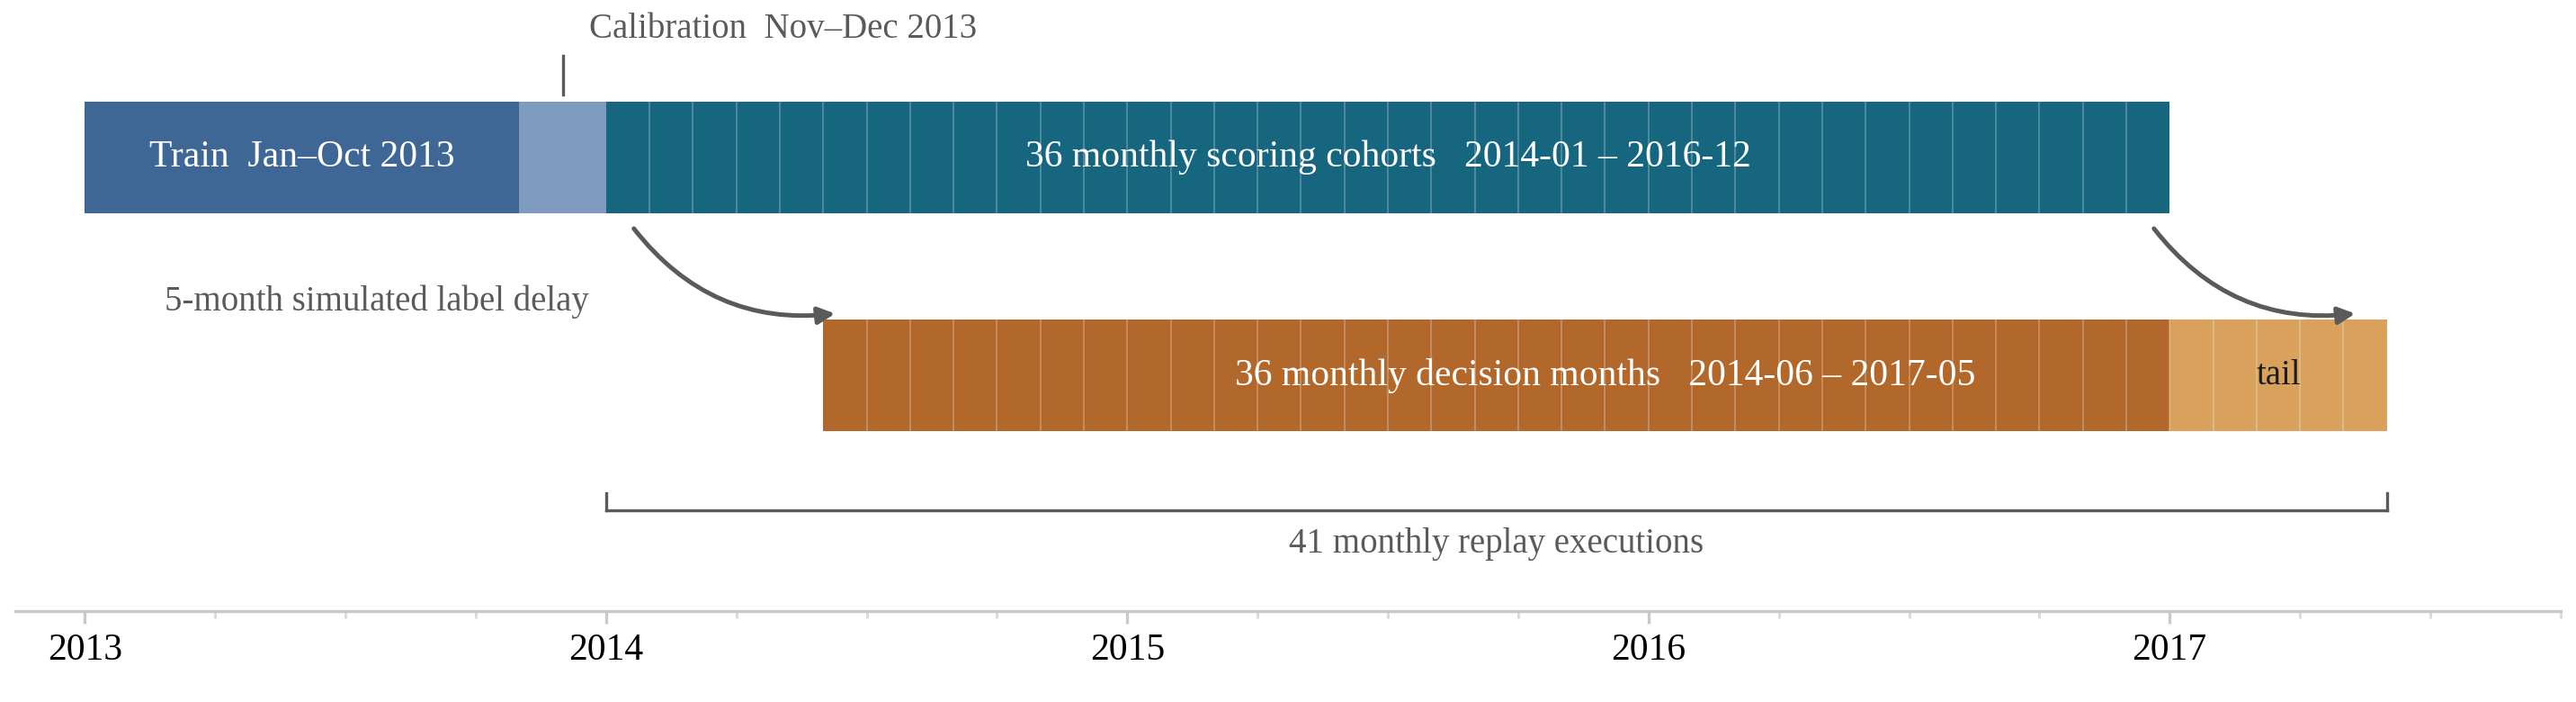 Calibration  Nov–Dec 2013
Train  Jan–Oct 2013
36 monthly scoring cohorts   2014-01 – 2016-12
5-month simulated label delay
36 monthly decision months   2014-06 – 2017-05
tail
41 monthly replay executions
2013
2014
2015
2016
2017